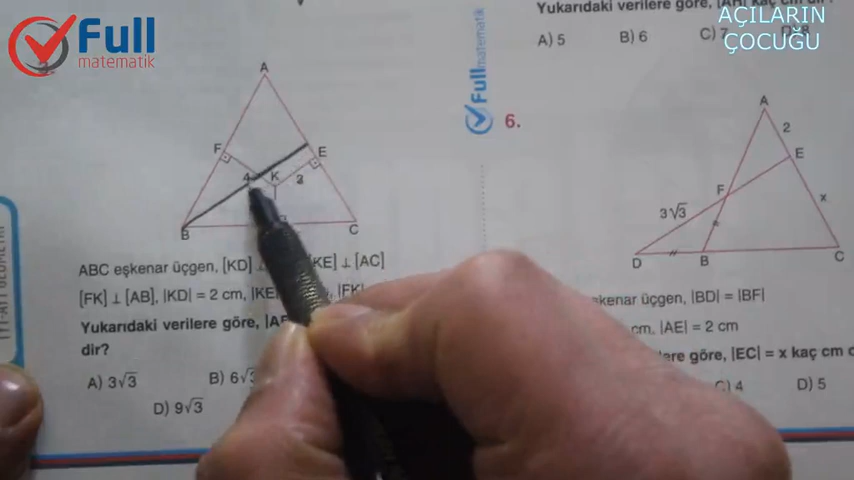 Full
matematik
AÇILARIN
ÇOCUĞU
Yukarıdaki verilere göre, |AH| kaç cm dir?
A) 5 B) 6 C) 7
Full matematik
6.
A
F
E
4
K
2
B
C
A
2
E
F
x
3√3
D
B
C
ABC eşkenar üçgen, [KD] [KE] ⊥ [AC]
[FK] ⊥ [AB], |KD| = 2 cm, |KE| |FK|
Yukarıdaki verilere göre,
dir?
A) 3√3 B) 6√3
D) 9√3
üçgen, |BD| = |BF|
cm, |AE| = 2 cm
göre, |EC| = x kaç cm
C) 4 D) 5